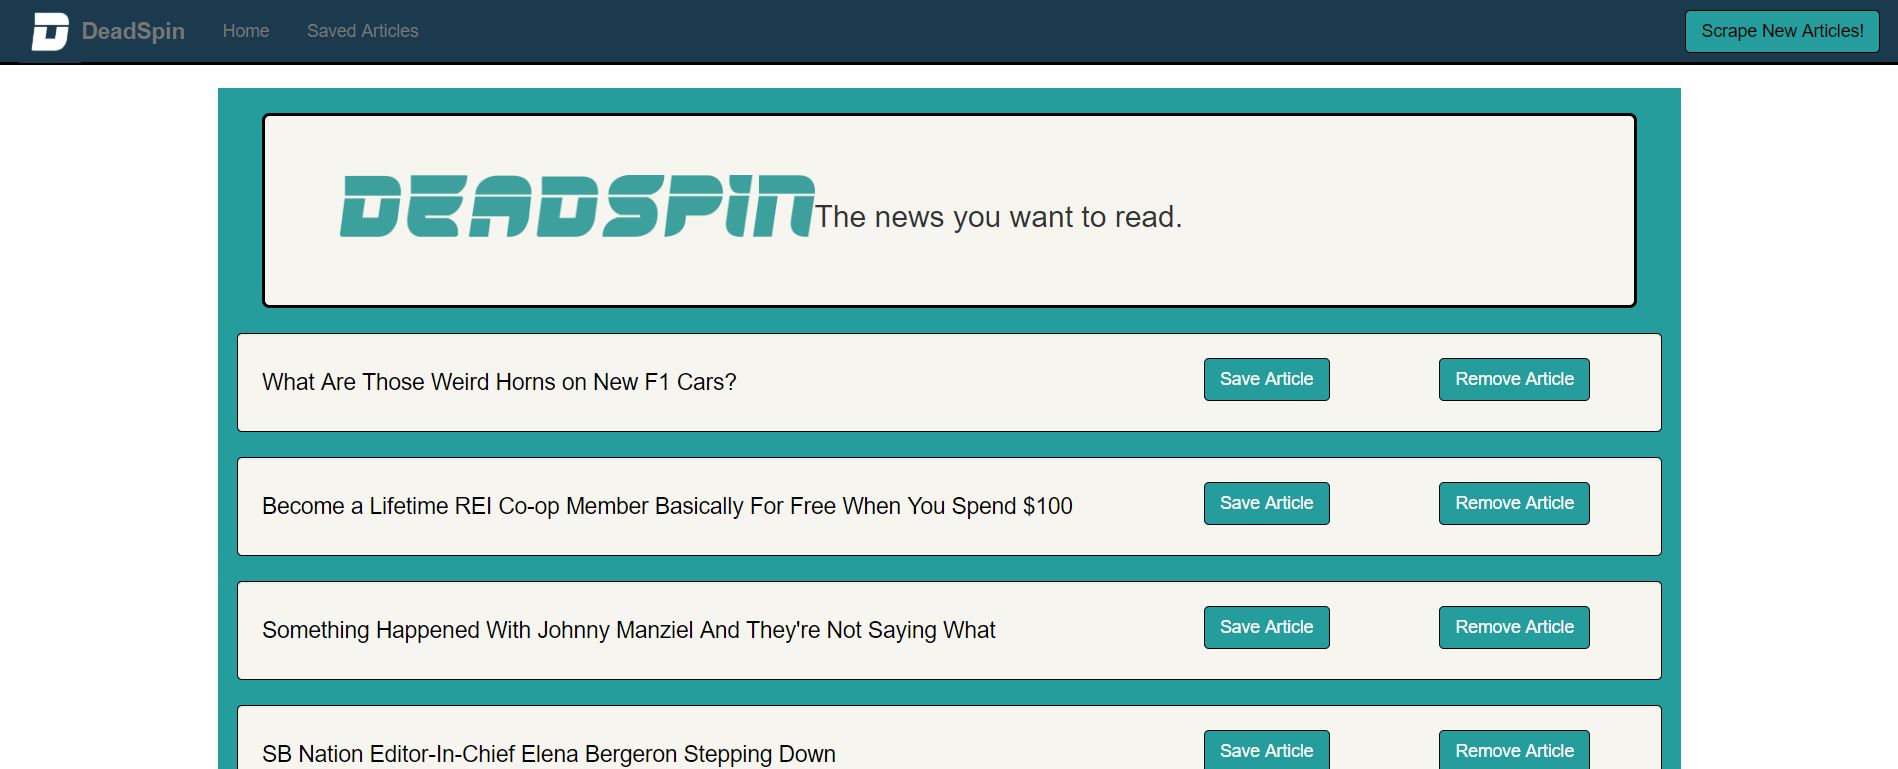 DeadSpin Home Saved Articles Scrape New Articles!
DEADSPiN The news you want to read.
What Are Those Weird Horns on New F1 Cars? Save Article Remove Article
Become a Lifetime REI Co-op Member Basically For Free When You Spend $100 Save Article Remove Article
Something Happened With Johnny Manziel And They're Not Saying What Save Article Remove Article
SB Nation Editor-In-Chief Elena Bergeron Stepping Down Save Article Remove Article